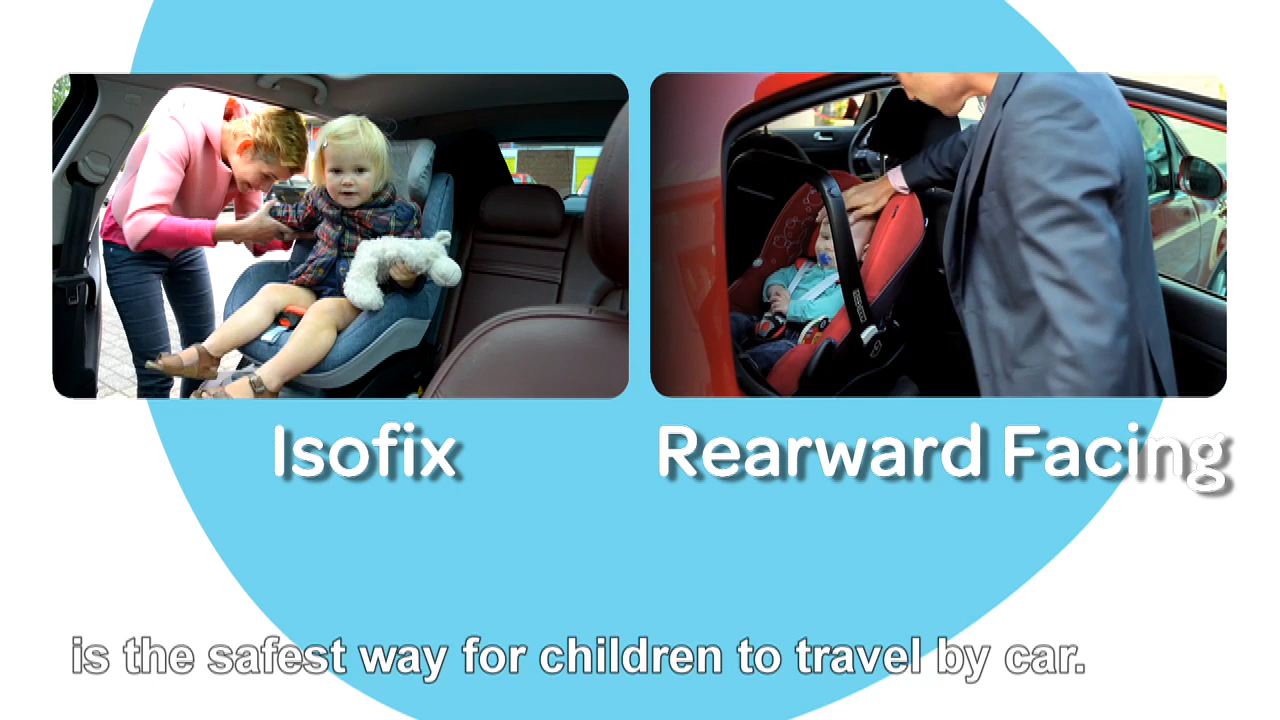 Isofix
Rearward Facing
is the safest way for children to travel by car.